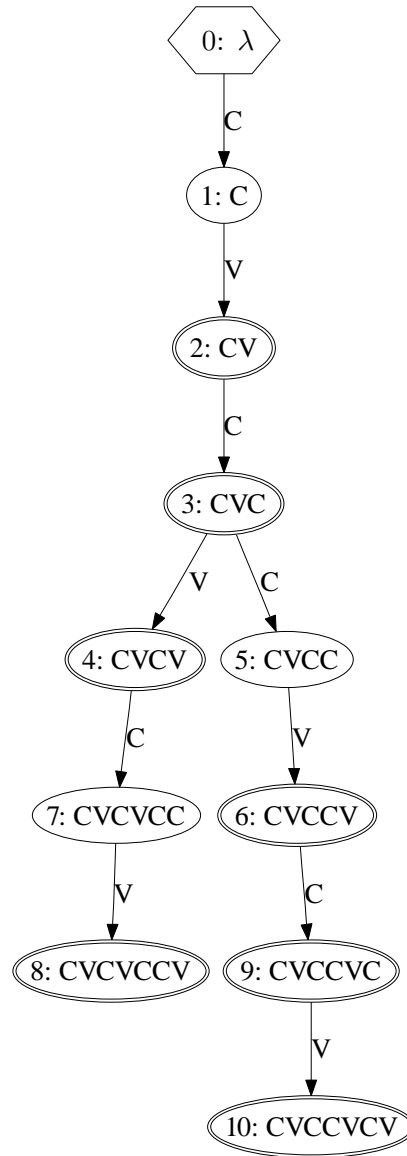 0: λ
C
1: C
V
2: CV
C
3: CVC
V
C
4: CVCV
5: CVCC
C
V
7: CVCVCC
6: CVCCV
V
C
8: CVCVCCV
9: CVCCVC
V
10: CVCCVCV